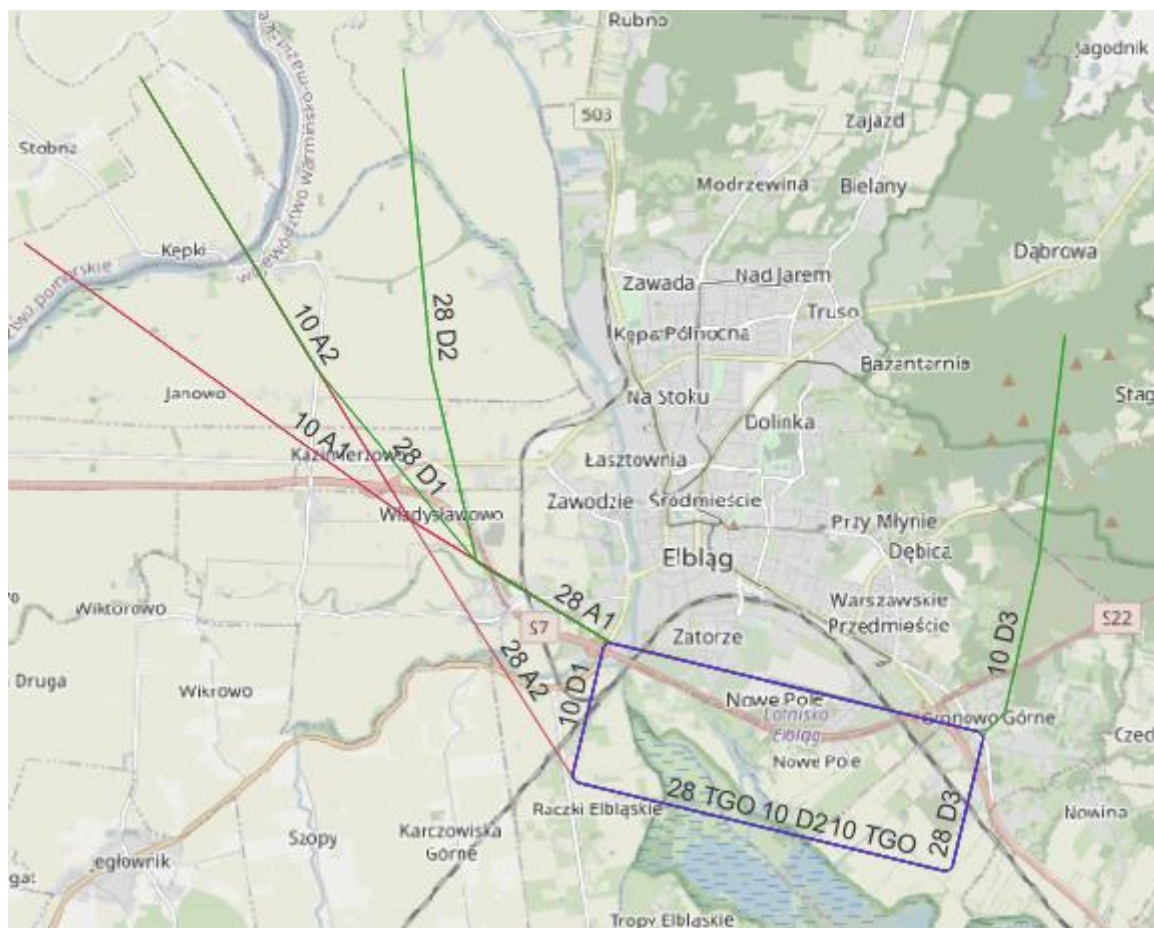 Rubno
Jagodnik
503
Zajazd
Stobna
województwo warmińsko-mazurskie
Modrzewina
Bielany
Kępki
Dąbrowa
Zawada
Nad Jarem
10 A2
28 D2
Truso
Kępa Północna
Bażantarnia
Janowo
Na Stoku
Stag
10 A1
28 D1
Dolinka
Kazimierzowo
Łasztownia
Zawodzie
Śródmieście
Władysławowo
Przy Młynie
Dębica
Elbląg
Wiktorowo
28 A1
Warszawskie
Przedmieście
S22
S7
Zatorze
10 D3
a Druga
Wikrowo
28 A2
10 D1
Nowe Pole
Lotnisko
Elbląg
Gronowo Górne
Czec
Nowe Pole
Raczki Elbląskie
28 TGO 10 D2 10 TGO
28 D3
Nowina
Szopy
Karczowiska
Górne
Jegłownik
gat
Tropy Elbląskie